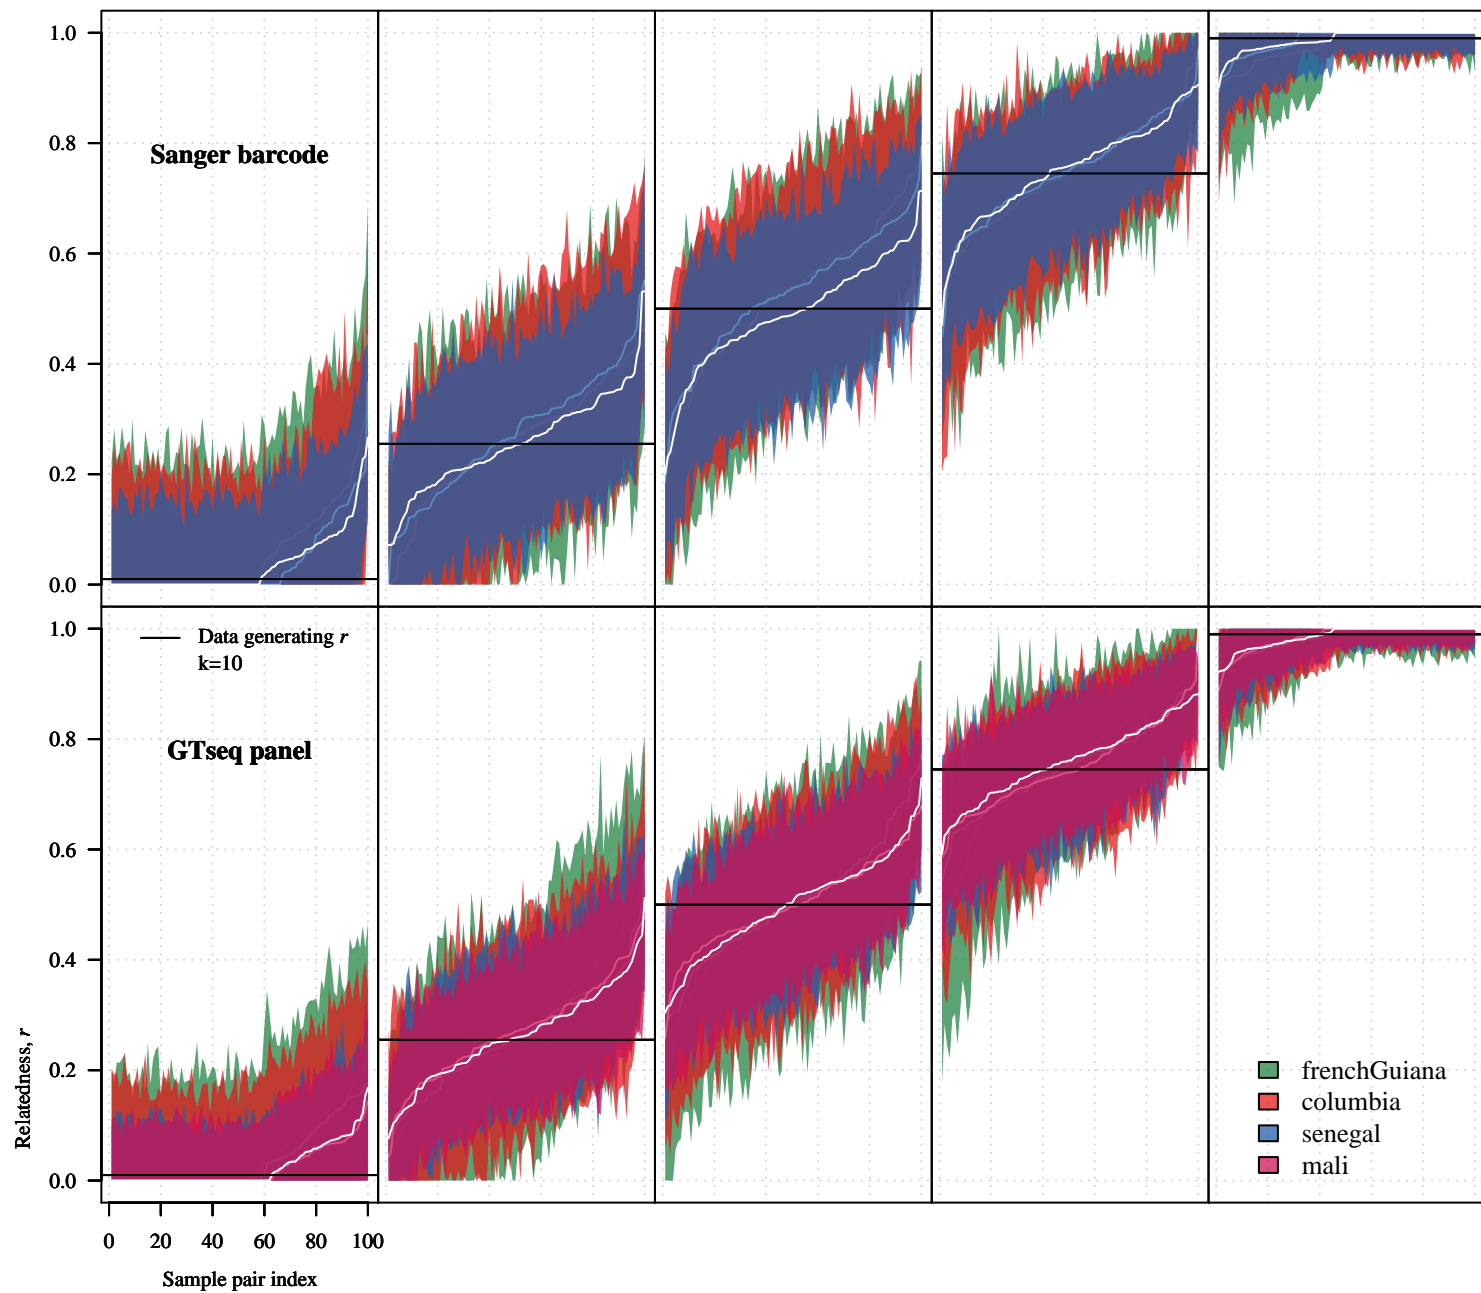 1.0
0.8
Sanger barcode
0.6
0.4
0.2
0.0
1.0
Data generating r
k=10
0.8
GTseq panel
0.6
0.4
0.2
0.0
Relatedness, r
frenchGuiana
columbia
senegal
mali
0 20 40 60 80 100
Sample pair index